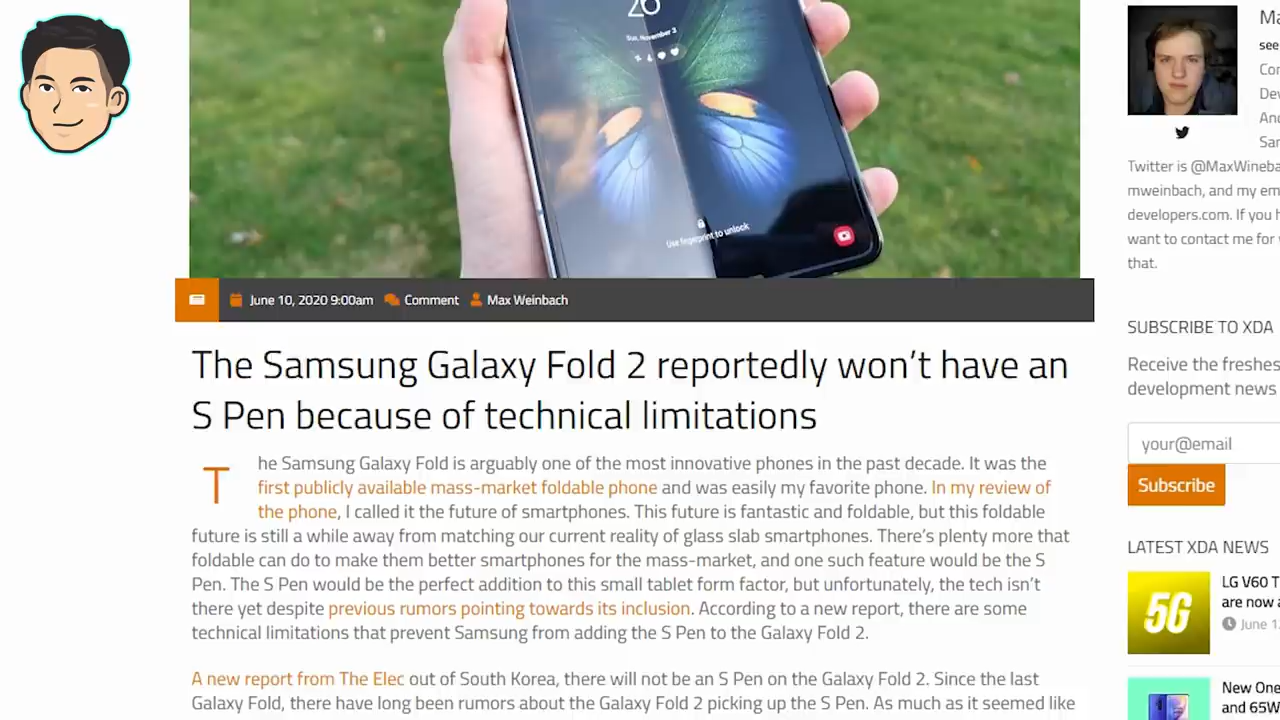 26
Sun, November 3
Use fingerprint to unlock
June 10, 2020 9:00am Comment Max Weinbach
The Samsung Galaxy Fold 2 reportedly won't have an
S Pen because of technical limitations
The Samsung Galaxy Fold is arguably one of the most innovative phones in the past decade. It was the
first publicly available mass-market foldable phone and was easily my favorite phone. In my review of
the phone, I called it the future of smartphones. This future is fantastic and foldable, but this foldable
future is still a while away from matching our current reality of glass slab smartphones. There's plenty more that
foldable can do to make them better smartphones for the mass-market, and one such feature would be the S
Pen. The S Pen would be the perfect addition to this small tablet form factor, but unfortunately, the tech isn't
there yet despite previous rumors pointing towards its inclusion. According to a new report, there are some
technical limitations that prevent Samsung from adding the S Pen to the Galaxy Fold 2.
A new report from The Elec out of South Korea, there will not be an S Pen on the Galaxy Fold 2. Since the last
Galaxy Fold, there have long been rumors about the Galaxy Fold 2 picking up the S Pen. As much as it seemed like
Ma
see
Cor
Dev
And
Sar
Twitter is @MaxWineba
mweinbach, and my em
developers.com. If you h
want to contact me for
that.
SUBSCRIBE TO XDA
Receive the freshes
development news
your@email
Subscribe
LATEST XDA NEWS
5G
LG V60 T
are now a
June 1
New One
and 65W